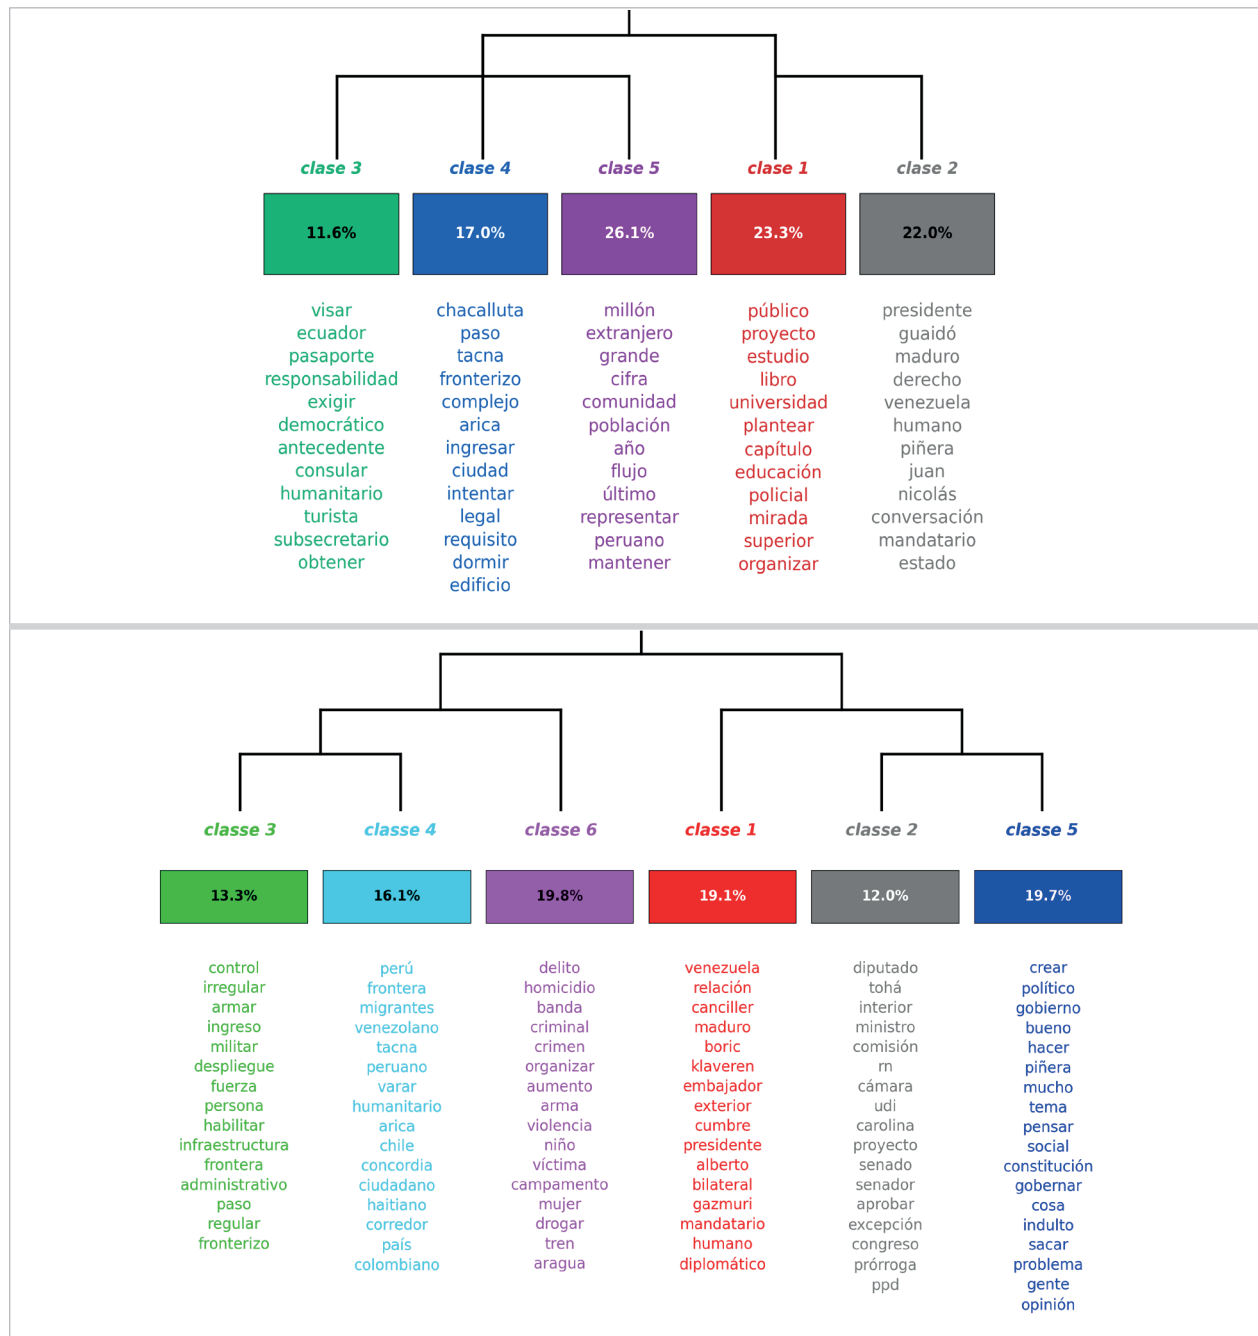 clase 3
clase 4
clase 5
clase 1
clase 2
11.6%
17.0%
26.1%
23.3%
22.0%
visar
ecuador
pasaporte
responsabilidad
exigir
democrático
antecedente
consular
humanitario
turista
subsecretario
obtener
chacalluta
paso
tacna
fronterizo
complejo
arica
ingresar
ciudad
intentar
legal
requisito
dormir
edificio
millón
extranjero
grande
cifra
comunidad
población
año
flujo
último
representar
peruano
mantener
público
proyecto
estudio
libro
universidad
plantear
capítulo
educación
policial
mirada
superior
organizar
presidente
guaidó
maduro
derecho
venezuela
humano
piñera
juan
nicolás
conversación
mandatario
estado
classe 3
classe 4
classe 6
classe 1
classe 2
classe 5
13.3%
16.1%
19.8%
19.1%
12.0%
19.7%
control
irregular
armar
ingreso
militar
despliegue
fuerza
persona
habilitar
infraestructura
frontera
administrativo
paso
regular
fronterizo
perú
frontera
migrantes
venezolano
tacna
peruano
varar
humanitario
arica
chile
concordia
ciudadano
haitiano
corredor
país
colombiano
delito
homicidio
banda
criminal
crimen
organizar
aumento
arma
violencia
niño
víctima
campamento
mujer
drogar
tren
aragua
venezuela
relación
canciller
maduro
boric
klaveren
embajador
exterior
cumbre
presidente
alberto
bilateral
gazmuri
mandatario
humano
diplomático
diputado
tohá
interior
ministro
comisión
rn
cámara
udi
carolina
proyecto
senado
senador
aprobar
excepción
congreso
prórroga
ppd
crear
político
gobierno
bueno
hacer
piñera
mucho
tema
pensar
social
constitución
gobernar
cosa
indulto
sacar
problema
gente
opinión